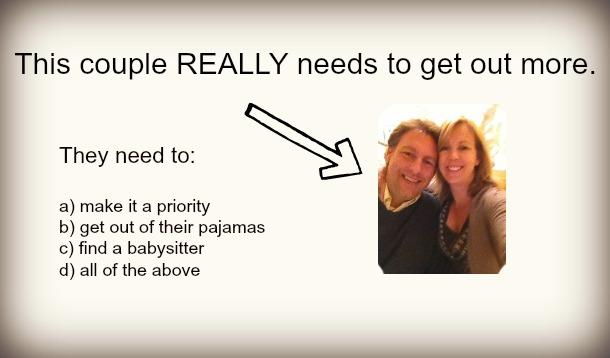 This couple REALLY needs to get out more.
They need to:
a) make it a priority
b) get out of their pajamas
c) find a babysitter
d) all of the above